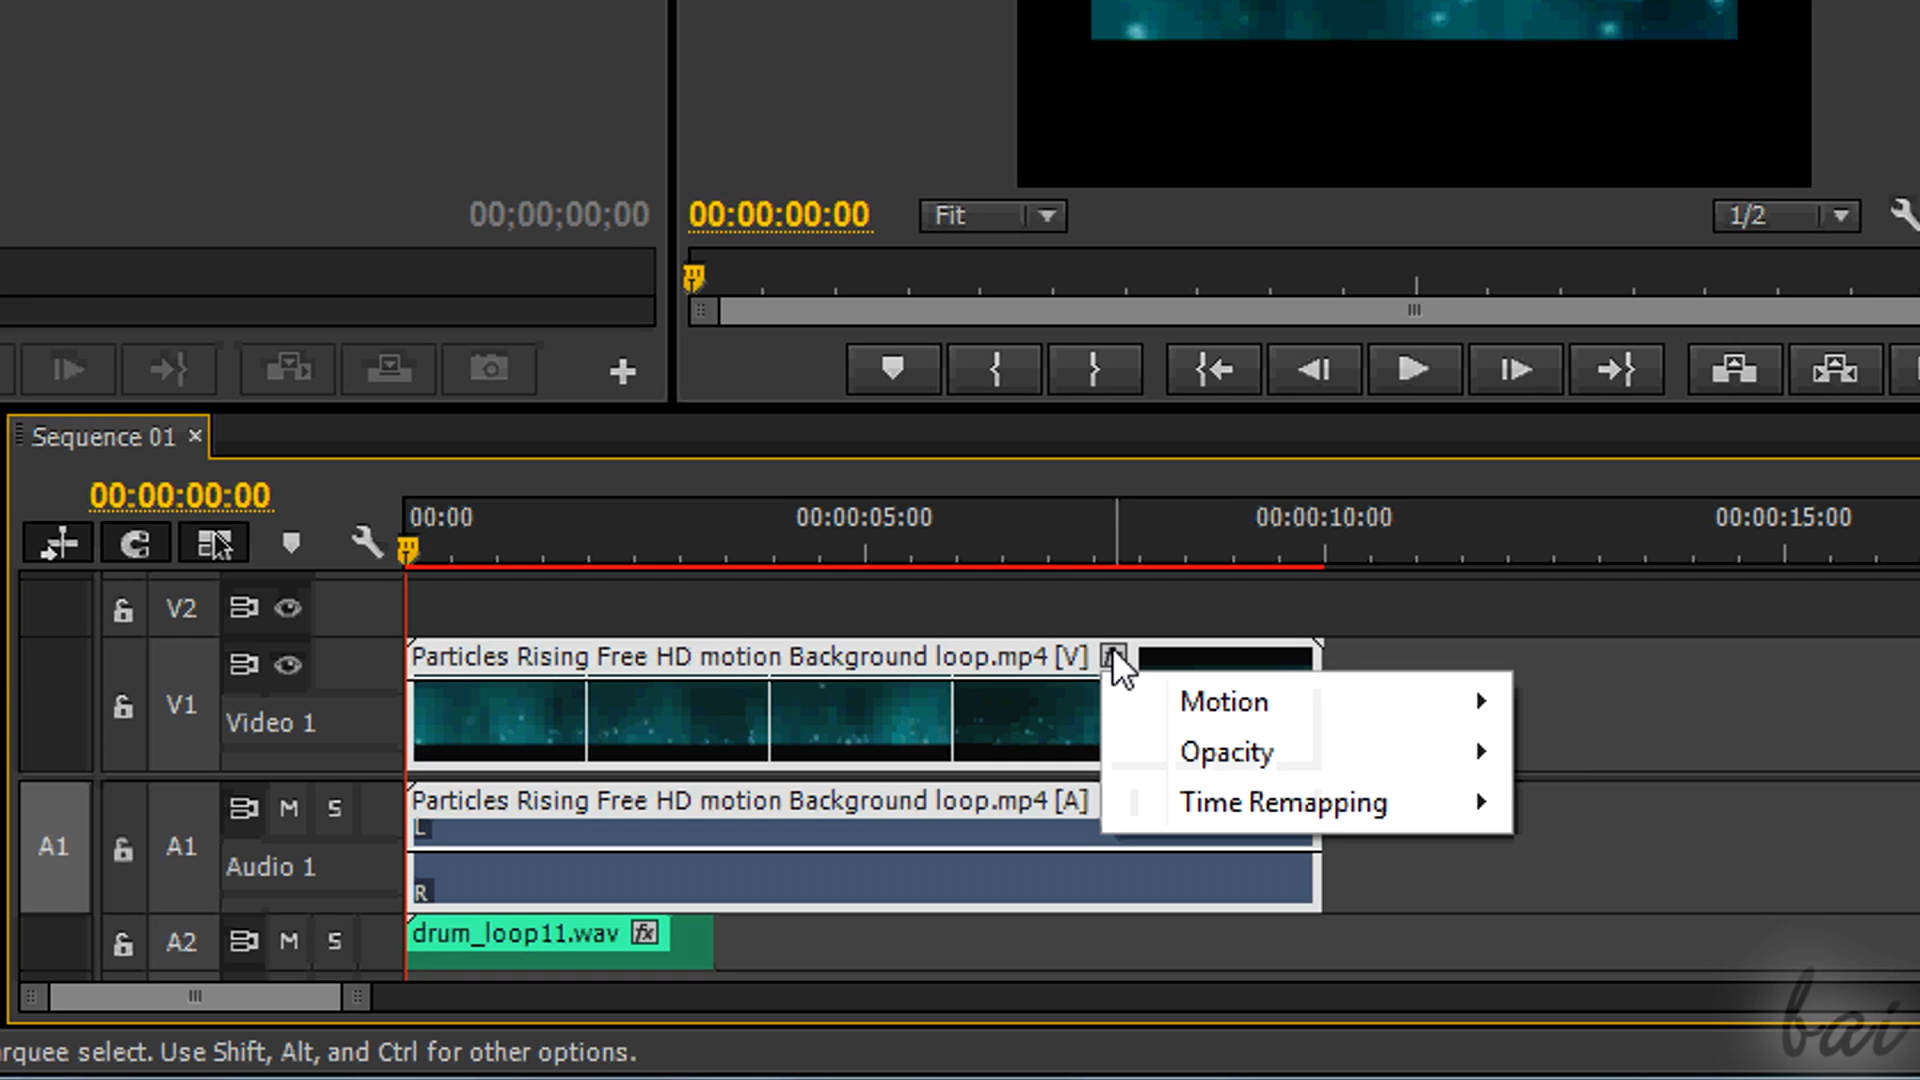 00;00;00;00
00:00:00:00
Fit
1/2
Sequence 01 ×
00:00:00:00
00:00
00:00:05:00
00:00:10:00
00:00:15:00
V2
Particles Rising Free HD motion Background loop.mp4 [V]
V1
Video 1
Motion
Opacity
Time Remapping
Particles Rising Free HD motion Background loop.mp4 [A]
M S
L
A1
A1
Audio 1
R
A2
M S
drum_loop11.wav fx
rquee select. Use Shift, Alt, and Ctrl for other options.
bai